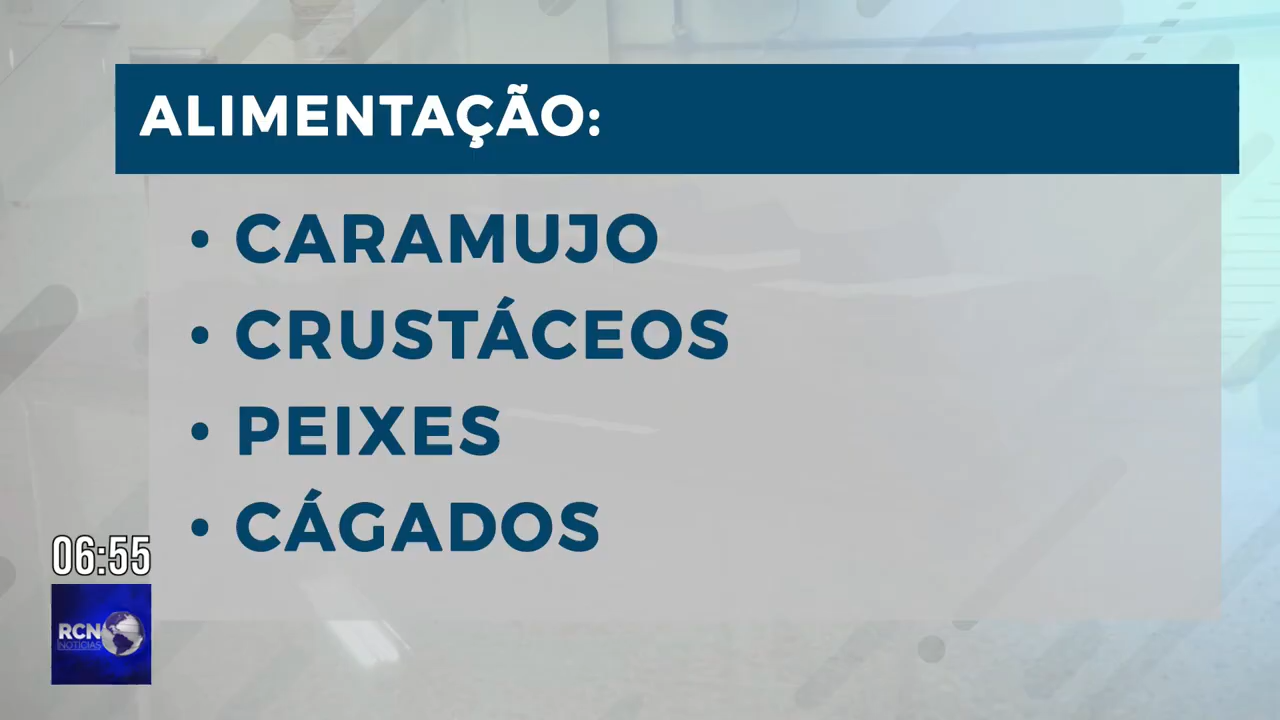 ALIMENTAÇÃO:
• CARAMUJO
• CRUSTÁCEOS
• PEIXES
• CÁGADOS
06:55
RCN
NOTÍCIAS